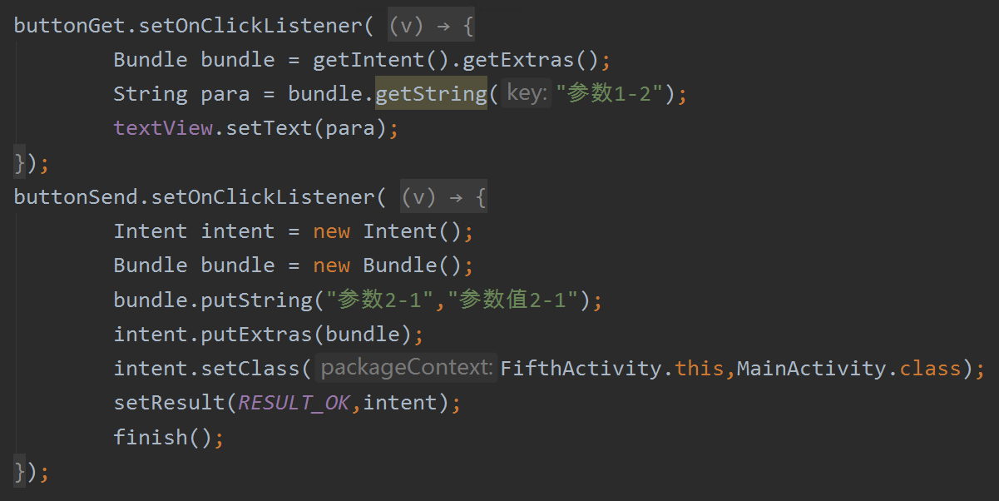 buttonGet.setOnClickListener( (v) → {
Bundle bundle = getIntent().getExtras();
String para = bundle.getString( key: "参数1-2");
textView.setText(para);
});
buttonSend.setOnClickListener( (v) → {
Intent intent = new Intent();
Bundle bundle = new Bundle();
bundle.putString("参数2-1","参数值2-1");
intent.putExtras(bundle);
intent.setClass( packageContext: FifthActivity.this,MainActivity.class);
setResult(RESULT_OK,intent);
finish();
});